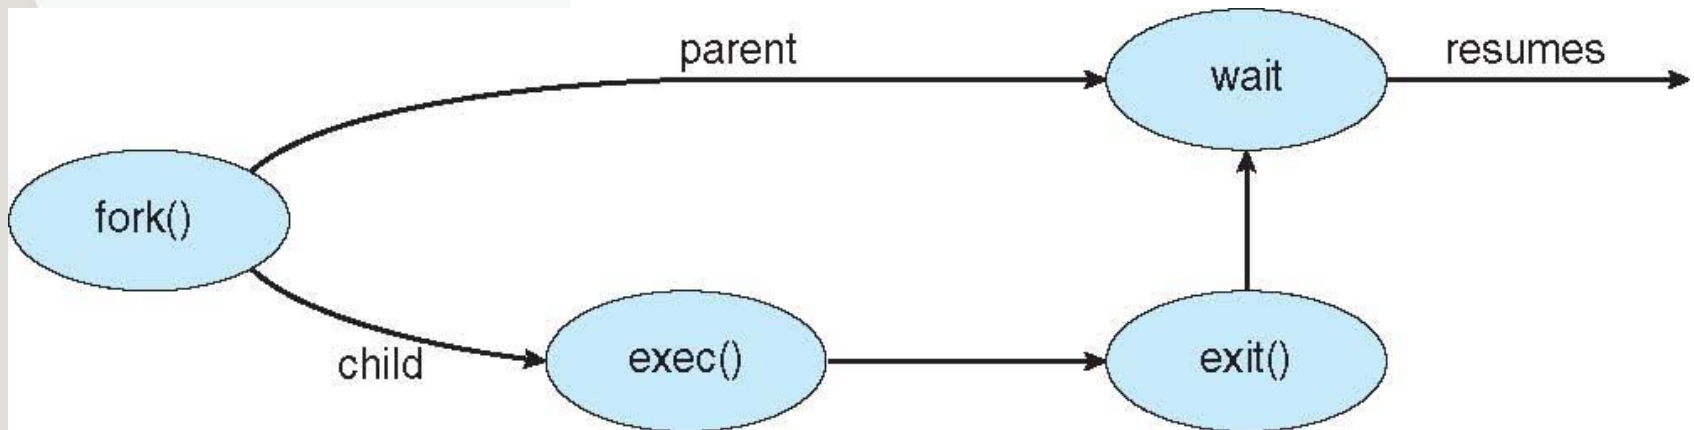 parent
wait
resumes
fork()
child
exec()
exit()